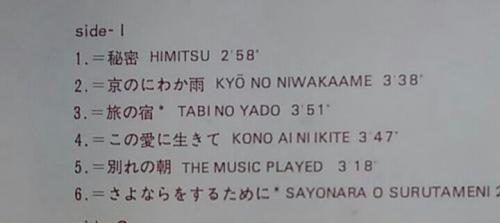 side-I
1.=秘密 HIMITSU 2′58″
2.=京のにわか雨 KYŌ NO NIWAKAAME 3′38″
3.=旅の宿* TABI NO YADO 3′51″
4.=この愛に生きて KONO AI NI IKITE 3′47″
5.=別れの朝 THE MUSIC PLAYED 3 18″
6.=さよならをするために* SAYONARA O SURUTAMENI